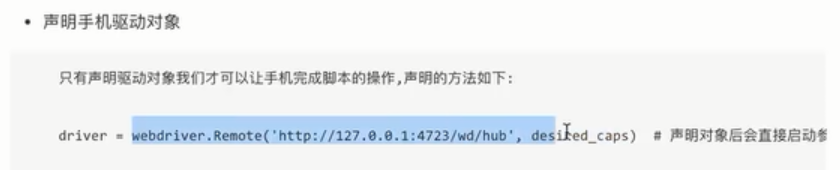 • 声明手机驱动对象
只有声明驱动对象我们才可以让手机完成脚本的操作,声明的方法如下:
driver = webdriver.Remote('http://127.0.0.1:4723/wd/hub', desired_caps) # 声明对象后会直接启动参